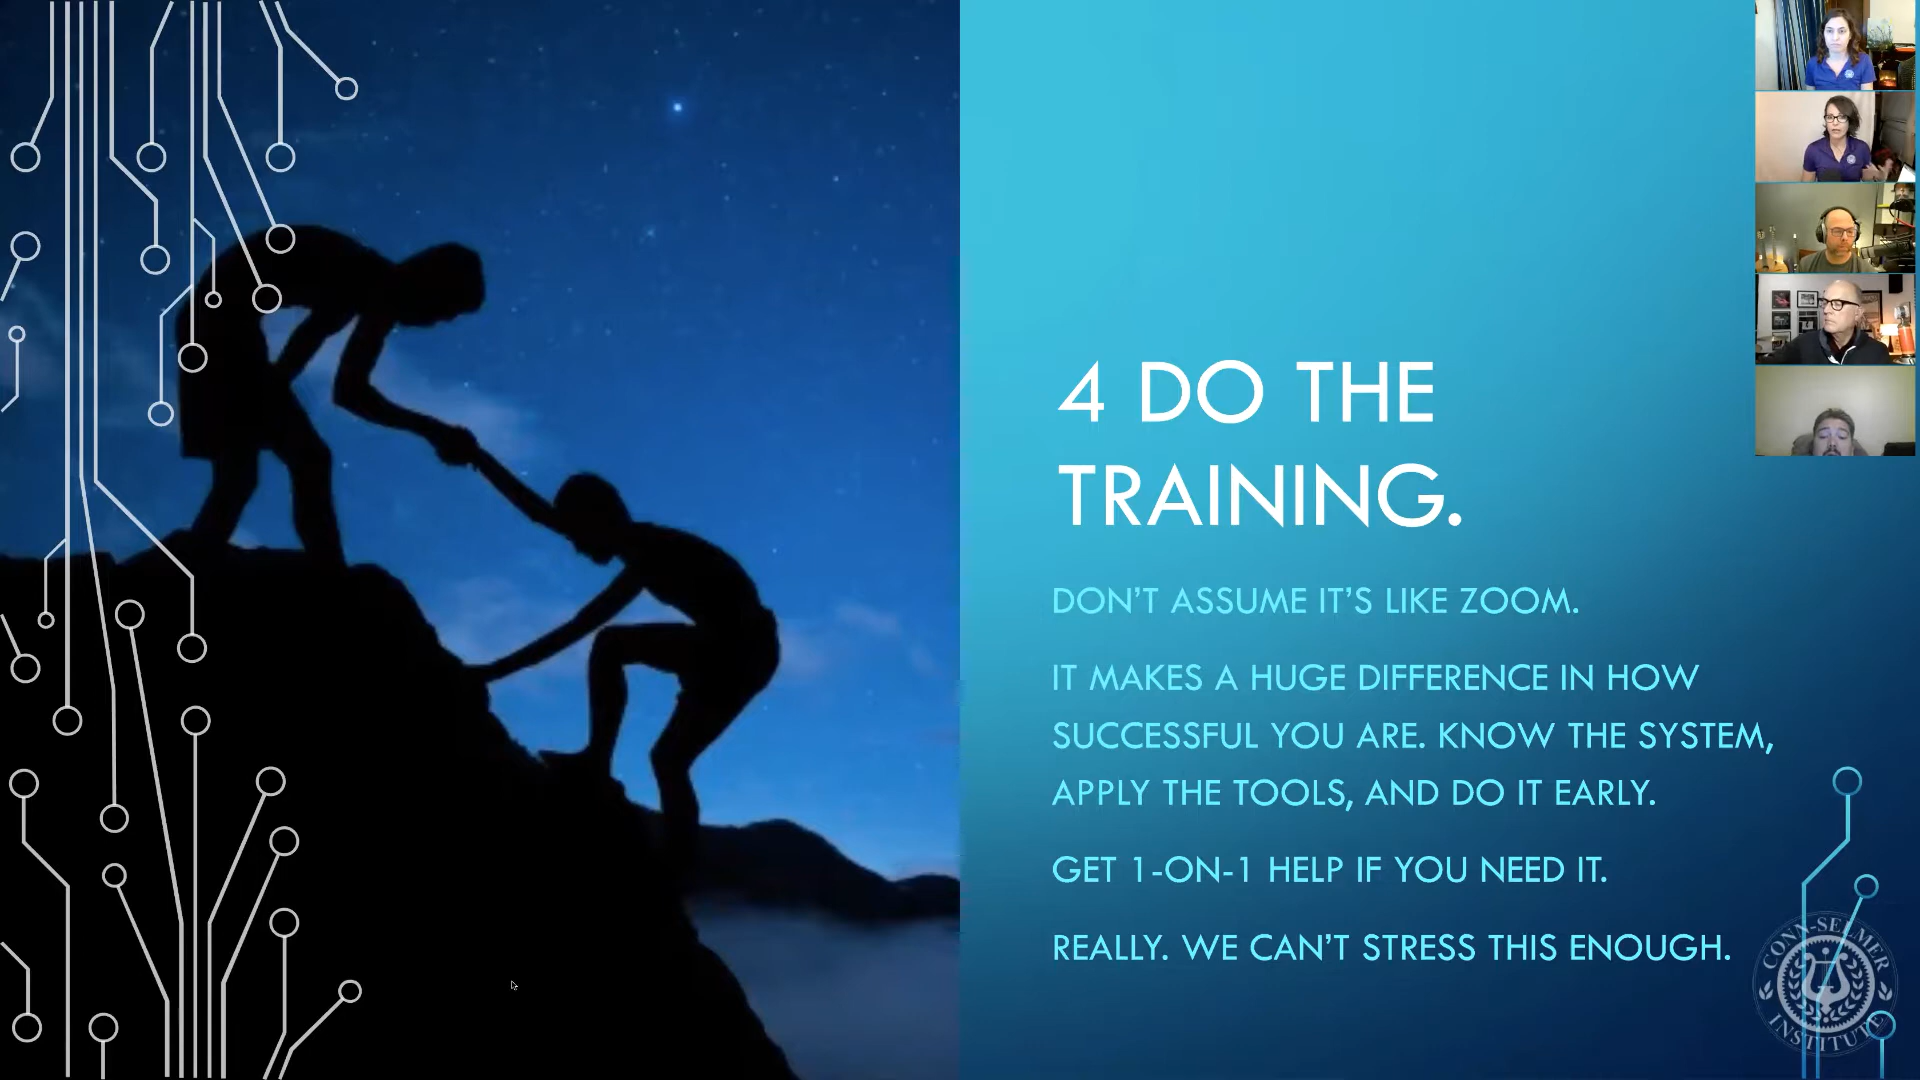 4 DO THE
TRAINING.
DON'T ASSUME IT'S LIKE ZOOM.
IT MAKES A HUGE DIFFERENCE IN HOW
SUCCESSFUL YOU ARE. KNOW THE SYSTEM,
APPLY THE TOOLS, AND DO IT EARLY.
GET 1-ON-1 HELP IF YOU NEED IT.
REALLY. WE CAN'T STRESS THIS ENOUGH.
CONN-SELMER
INSTITUTE